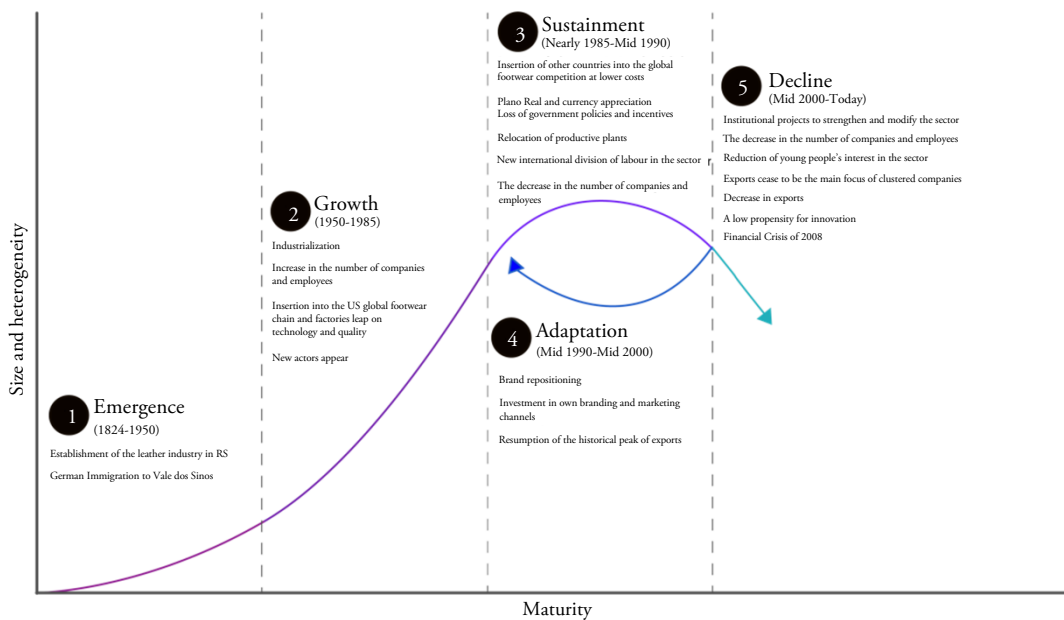 Size and heterogeneity
1
Emergence
(1824-1950)
Establishment of the leather industry in RS
German Immigration to Vale dos Sinos
2
Growth
(1950-1985)
Industrialization
Increase in the number of companies
and employees
Insertion into the US global footwear
chain and factories leap on
technology and quality
New actors appear
3
Sustainment
(Nearly 1985-Mid 1990)
Insertion of other countries into the global
footwear competition at lower costs
Plano Real and currency appreciation
Loss of government policies and incentives
Relocation of productive plants
New international division of labour in the sector r
The decrease in the number of companies and
employees
4
Adaptation
(Mid 1990-Mid 2000)
Brand repositioning
Investment in own branding and marketing
channels
Resumption of the historical peak of exports
5
Decline
(Mid 2000-Today)
Institutional projects to strengthen and modify the sector
The decrease in the number of companies and employees
Reduction of young people's interest in the sector
Exports cease to be the main focus of clustered companies
Decrease in exports
A low propensity for innovation
Financial Crisis of 2008
Maturity